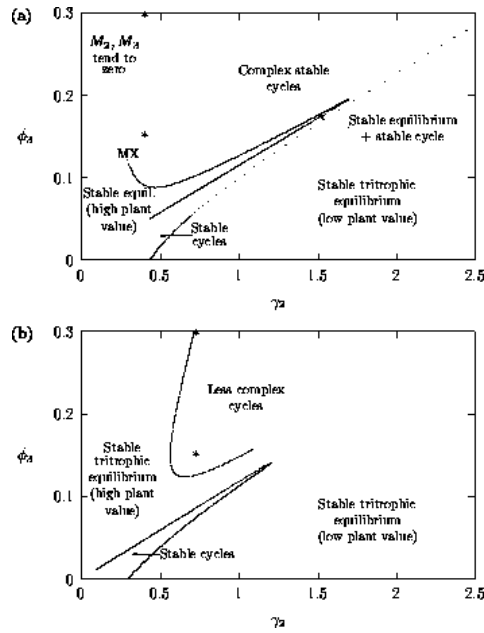 (a)
0.3
M₂, M₃
tend to
zero
Complex stable
cycles
0.2
Stable equilibrium
+ stable cycle
ϕ₃
MX
0.1
Stable equil.
(high plant
value)
Stable tritrophic
equilibrium
(low plant value)
Stable
cycles
0
0 0.5 1 1.5 2 2.5
γ₃
(b)
0.3
Less complex
cycles
0.2
Stable
tritrophic
equilibrium
(high plant
value)
ϕ₃
0.1
Stable tritrophic
equilibrium
(low plant value)
Stable cycles
0
0 0.5 1 1.5 2 2.5
γ₃